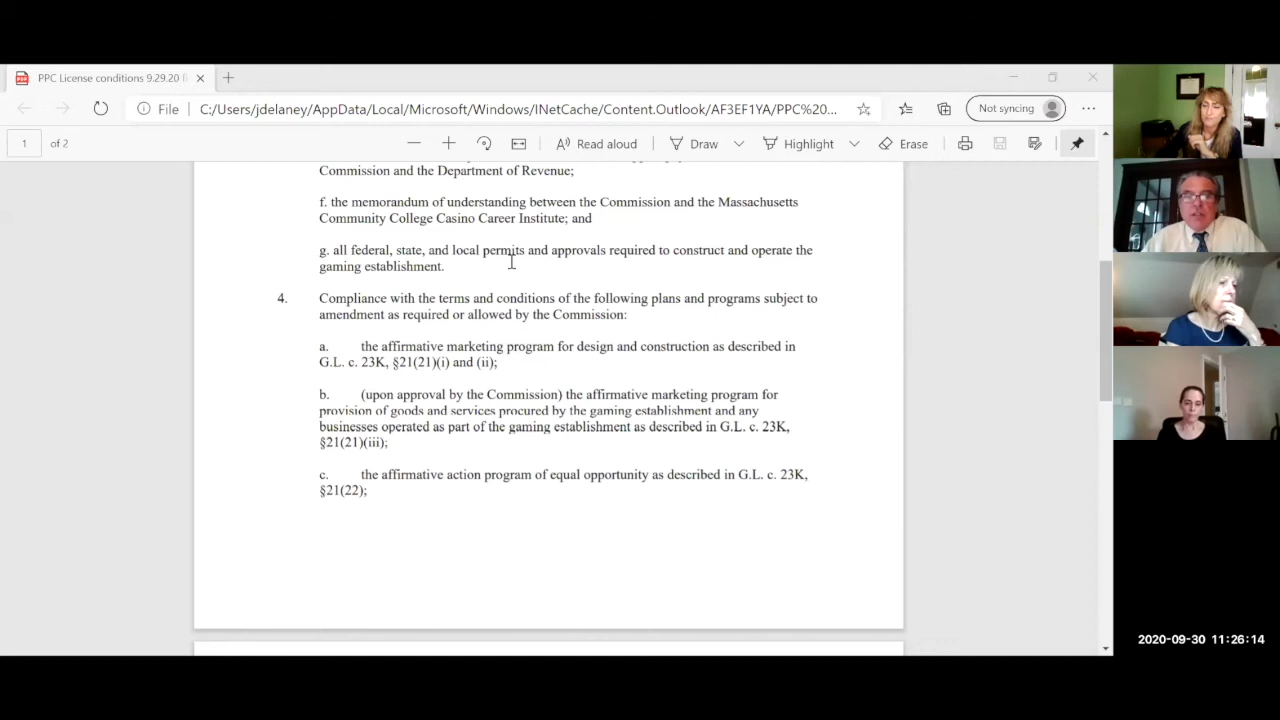 PPC License conditions 9.29.20
Not syncing
File
C:/Users/jdelaney/AppData/Local/Microsoft/Windows/INetCache/Content.Outlook/AF3EF1YA/PPC%20...
1
of 2
Read aloud
Draw
Highlight
Erase
Commission and the Department of Revenue;
f. the memorandum of understanding between the Commission and the Massachusetts
Community College Casino Career Institute; and
g. all federal, state, and local permits and approvals required to construct and operate the
gaming establishment.
4. Compliance with the terms and conditions of the following plans and programs subject to
amendment as required or allowed by the Commission:
a. the affirmative marketing program for design and construction as described in
G.L. c. 23K, §21(21)(i) and (ii);
b. (upon approval by the Commission) the affirmative marketing program for
provision of goods and services procured by the gaming establishment and any
businesses operated as part of the gaming establishment as described in G.L. c. 23K,
§21(21)(iii);
c. the affirmative action program of equal opportunity as described in G.L. c. 23K,
§21(22);
2020-09-30 11:26:14